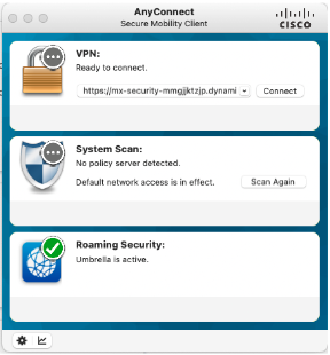 AnyConnect
Secure Mobility Client
CISCO
VPN:
Ready to connect.
https://mx-security-mmgjjktzjp.dynami
Connect
System Scan:
No policy server detected.
Default network access is in effect.
Scan Again
Roaming Security:
Umbrella is active.